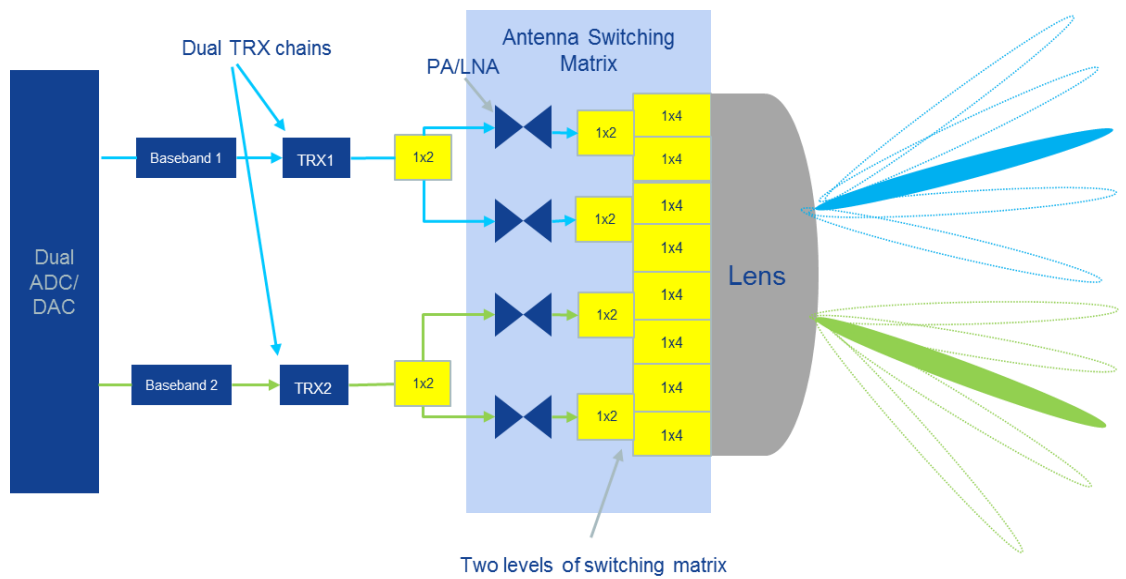 Dual TRX chains
Antenna Switching
Matrix
PA/LNA
Dual
ADC/
DAC
Baseband 1
TRX1
1x2
1x2
1x2
1x4
1x4
1x4
1x4
1x4
1x4
1x4
1x4
Lens
Baseband 2
TRX2
1x2
1x2
1x2
Two levels of switching matrix